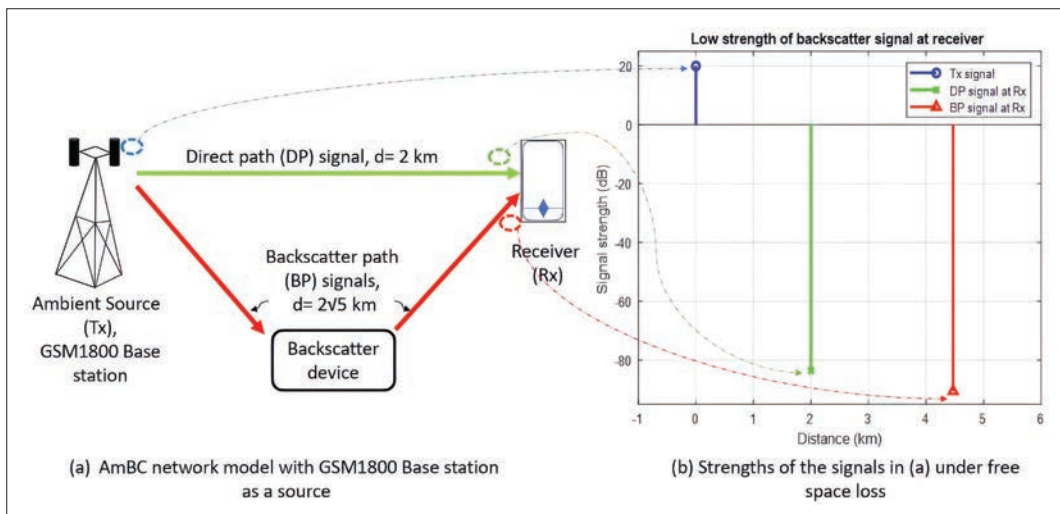 Direct path (DP) signal, d= 2 km
Backscatter path
(BP) signals,
d= 2√5 km
Ambient Source
(Tx),
GSM1800 Base
station
Backscatter
device
Receiver
(Rx)
(a) AmBC network model with GSM1800 Base station
as a source
Low strength of backscatter signal at receiver
Tx signal
DP signal at Rx
BP signal at Rx
Signal strength (dB)
20
0
-20
-40
-60
-80
-1 0 1 2 3 4 5 6
Distance (km)
(b) Strengths of the signals in (a) under free
space loss